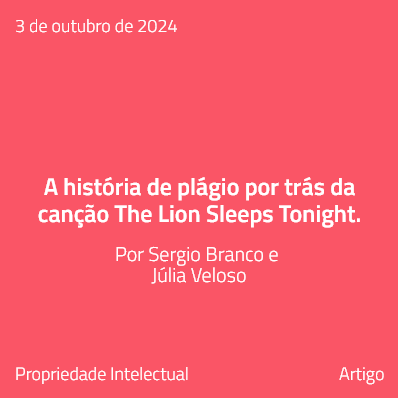 3 de outubro de 2024
A história de plágio por trás da
canção The Lion Sleeps Tonight.
Por Sergio Branco e
Júlia Veloso
Propriedade Intelectual
Artigo